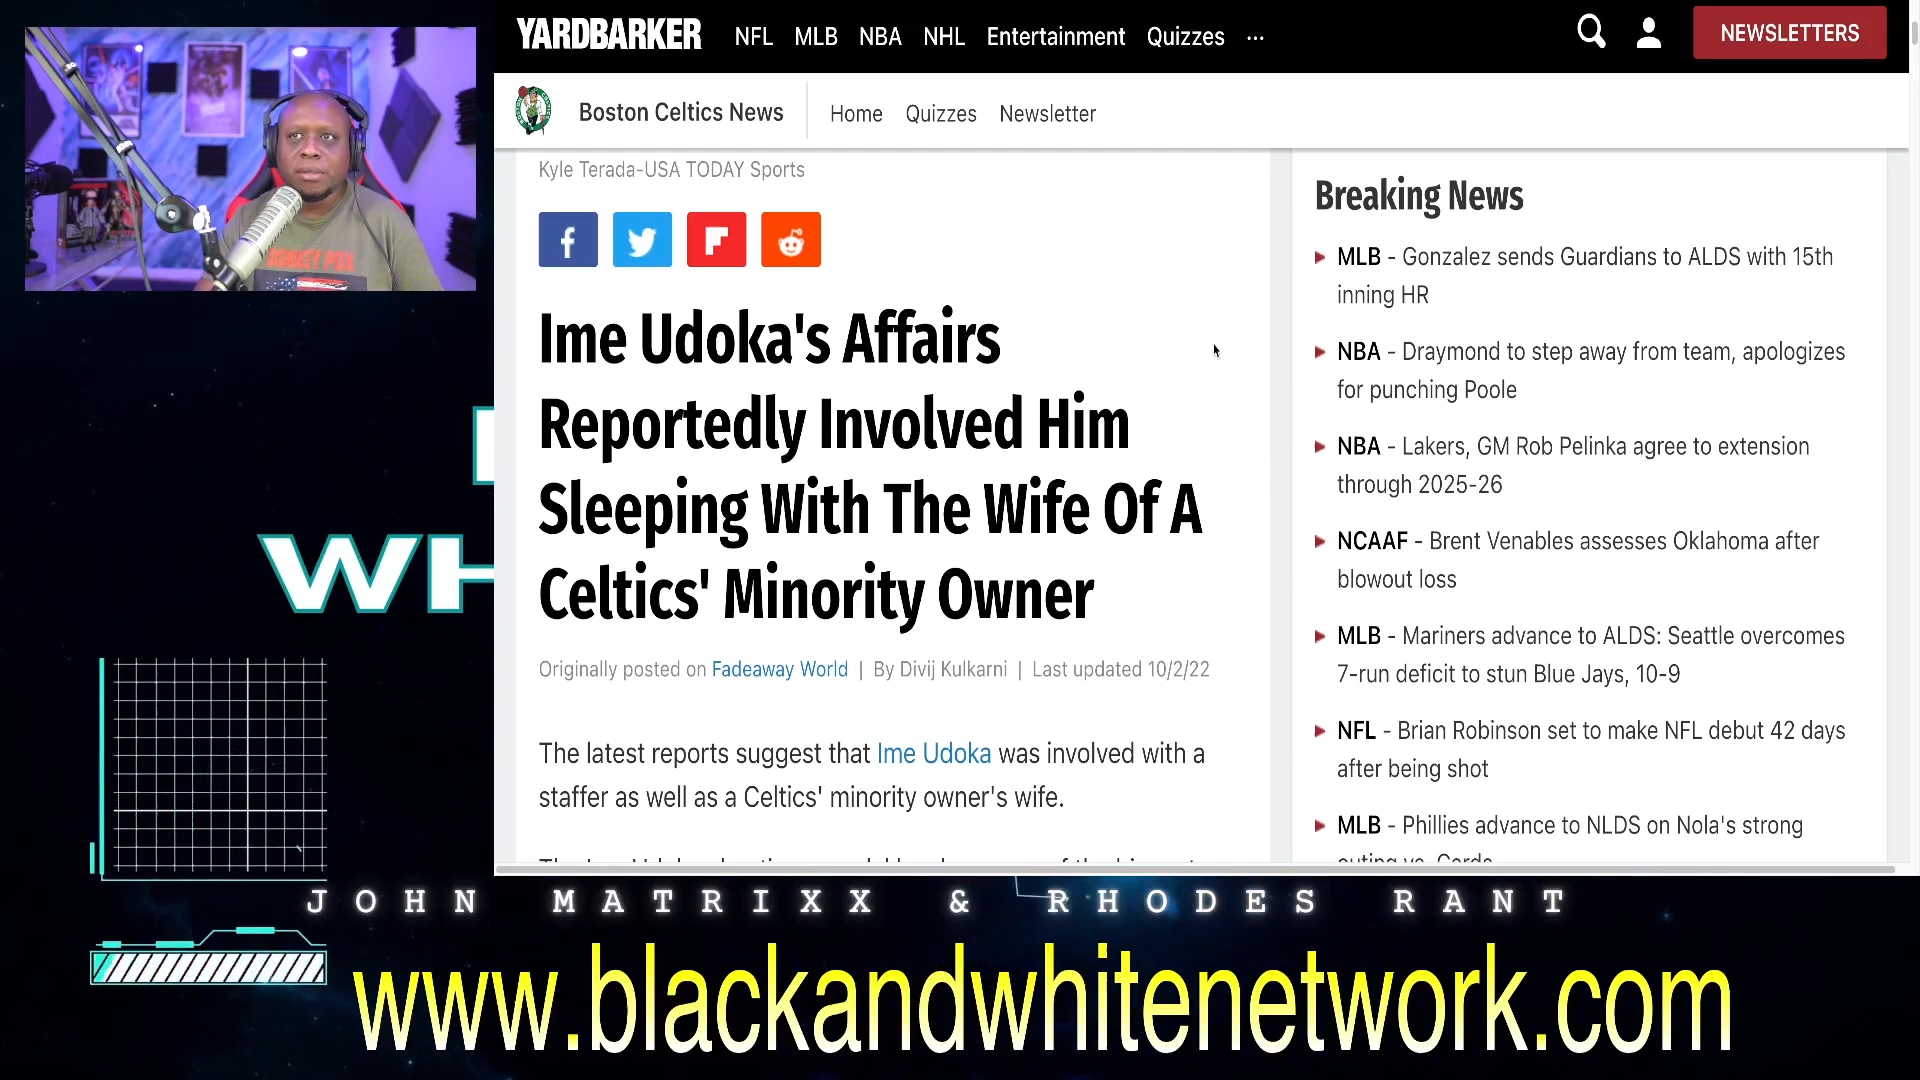 YARDBARKER NFL MLB NBA NHL Entertainment Quizzes ...
NEWSLETTERS
Boston Celtics News Home Quizzes Newsletter
Kyle Terada-USA TODAY Sports
Ime Udoka's Affairs
Reportedly Involved Him
Sleeping With The Wife Of A
Celtics' Minority Owner
Originally posted on Fadeaway World | By Divij Kulkarni | Last updated 10/2/22
The latest reports suggest that Ime Udoka was involved with a
staffer as well as a Celtics' minority owner's wife.
Breaking News
MLB - Gonzalez sends Guardians to ALDS with 15th
inning HR
NBA - Draymond to step away from team, apologizes
for punching Poole
NBA - Lakers, GM Rob Pelinka agree to extension
through 2025-26
NCAAF - Brent Venables assesses Oklahoma after
blowout loss
MLB - Mariners advance to ALDS: Seattle overcomes
7-run deficit to stun Blue Jays, 10-9
NFL - Brian Robinson set to make NFL debut 42 days
after being shot
MLB - Phillies advance to NLDS on Nola's strong
outing vs. Cards
WH
JOHN MATRIXX & RHODES RANT
www.blackandwhitenetwork.com